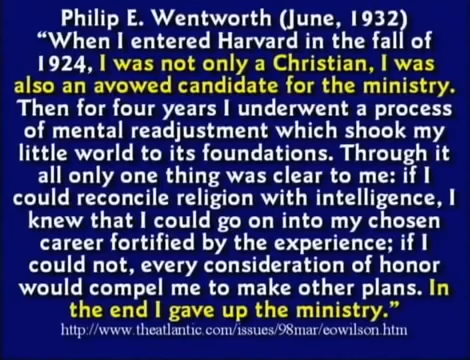 Philip E. Wentworth (June, 1932)
“When I entered Harvard in the fall of
1924, I was not only a Christian, I was
also an avowed candidate for the ministry.
Then for four years I underwent a process
of mental readjustment which shook my
little world to its foundations. Through it
all only one thing was clear to me: if I
could reconcile religion with intelligence, I
knew that I could go on into my chosen
career fortified by the experience; if I
could not, every consideration of honor
would compel me to make other plans. In
the end I gave up the ministry.”
http://www.theatlantic.com/issues/98mar/eowilson.htm